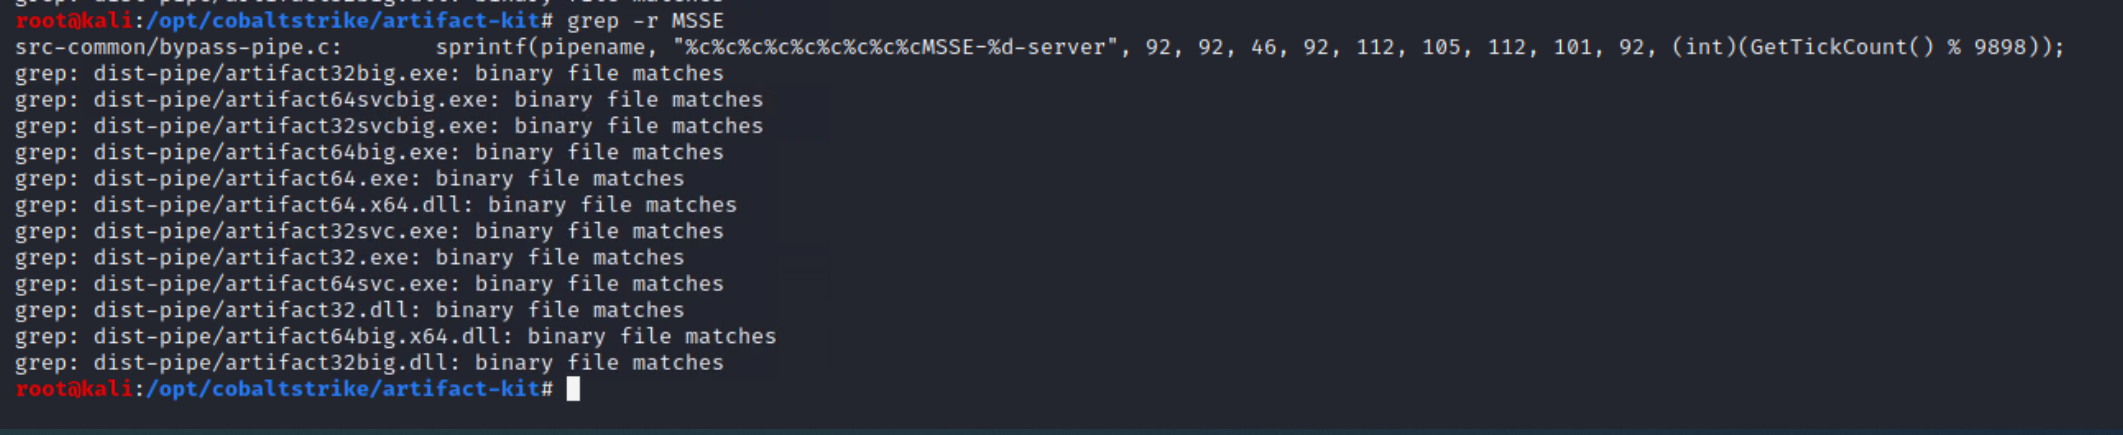 root@kali:/opt/cobaltstrike/artifact-kit# grep -r MSSE
src-common/bypass-pipe.c:       sprintf(pipename, "%c%c%c%c%c%c%c%c%cMSSE-%d-server", 92, 92, 46, 92, 112, 105, 112, 101, 92, (int)(GetTickCount() % 9898));
grep: dist-pipe/artifact32big.exe: binary file matches
grep: dist-pipe/artifact64svcbig.exe: binary file matches
grep: dist-pipe/artifact32svcbig.exe: binary file matches
grep: dist-pipe/artifact64big.exe: binary file matches
grep: dist-pipe/artifact64.exe: binary file matches
grep: dist-pipe/artifact64.x64.dll: binary file matches
grep: dist-pipe/artifact32svc.exe: binary file matches
grep: dist-pipe/artifact32.exe: binary file matches
grep: dist-pipe/artifact64svc.exe: binary file matches
grep: dist-pipe/artifact32.dll: binary file matches
grep: dist-pipe/artifact64big.x64.dll: binary file matches
grep: dist-pipe/artifact32big.dll: binary file matches
root@kali:/opt/cobaltstrike/artifact-kit#